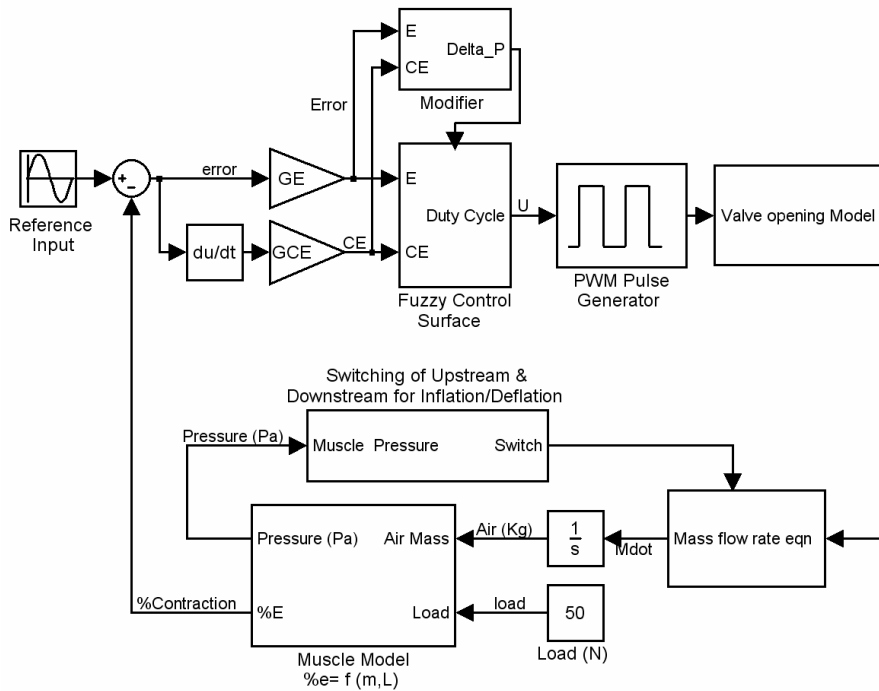 E
Delta_P
CE
Modifier
Error
error
GE
E
Reference
Input
Duty Cycle
U
Valve opening Model
du/dt
GCE
CE
CE
Fuzzy Control
Surface
PWM Pulse
Generator
Switching of Upstream &
Downstream for Inflation/Deflation
Pressure (Pa)
Muscle Pressure
Switch
Pressure (Pa)
Air Mass
Air (Kg)
1
s
Mdot
Mass flow rate eqn
%Contraction
%E
Load
load
50
Load (N)
Muscle Model
%e= f (m,L)